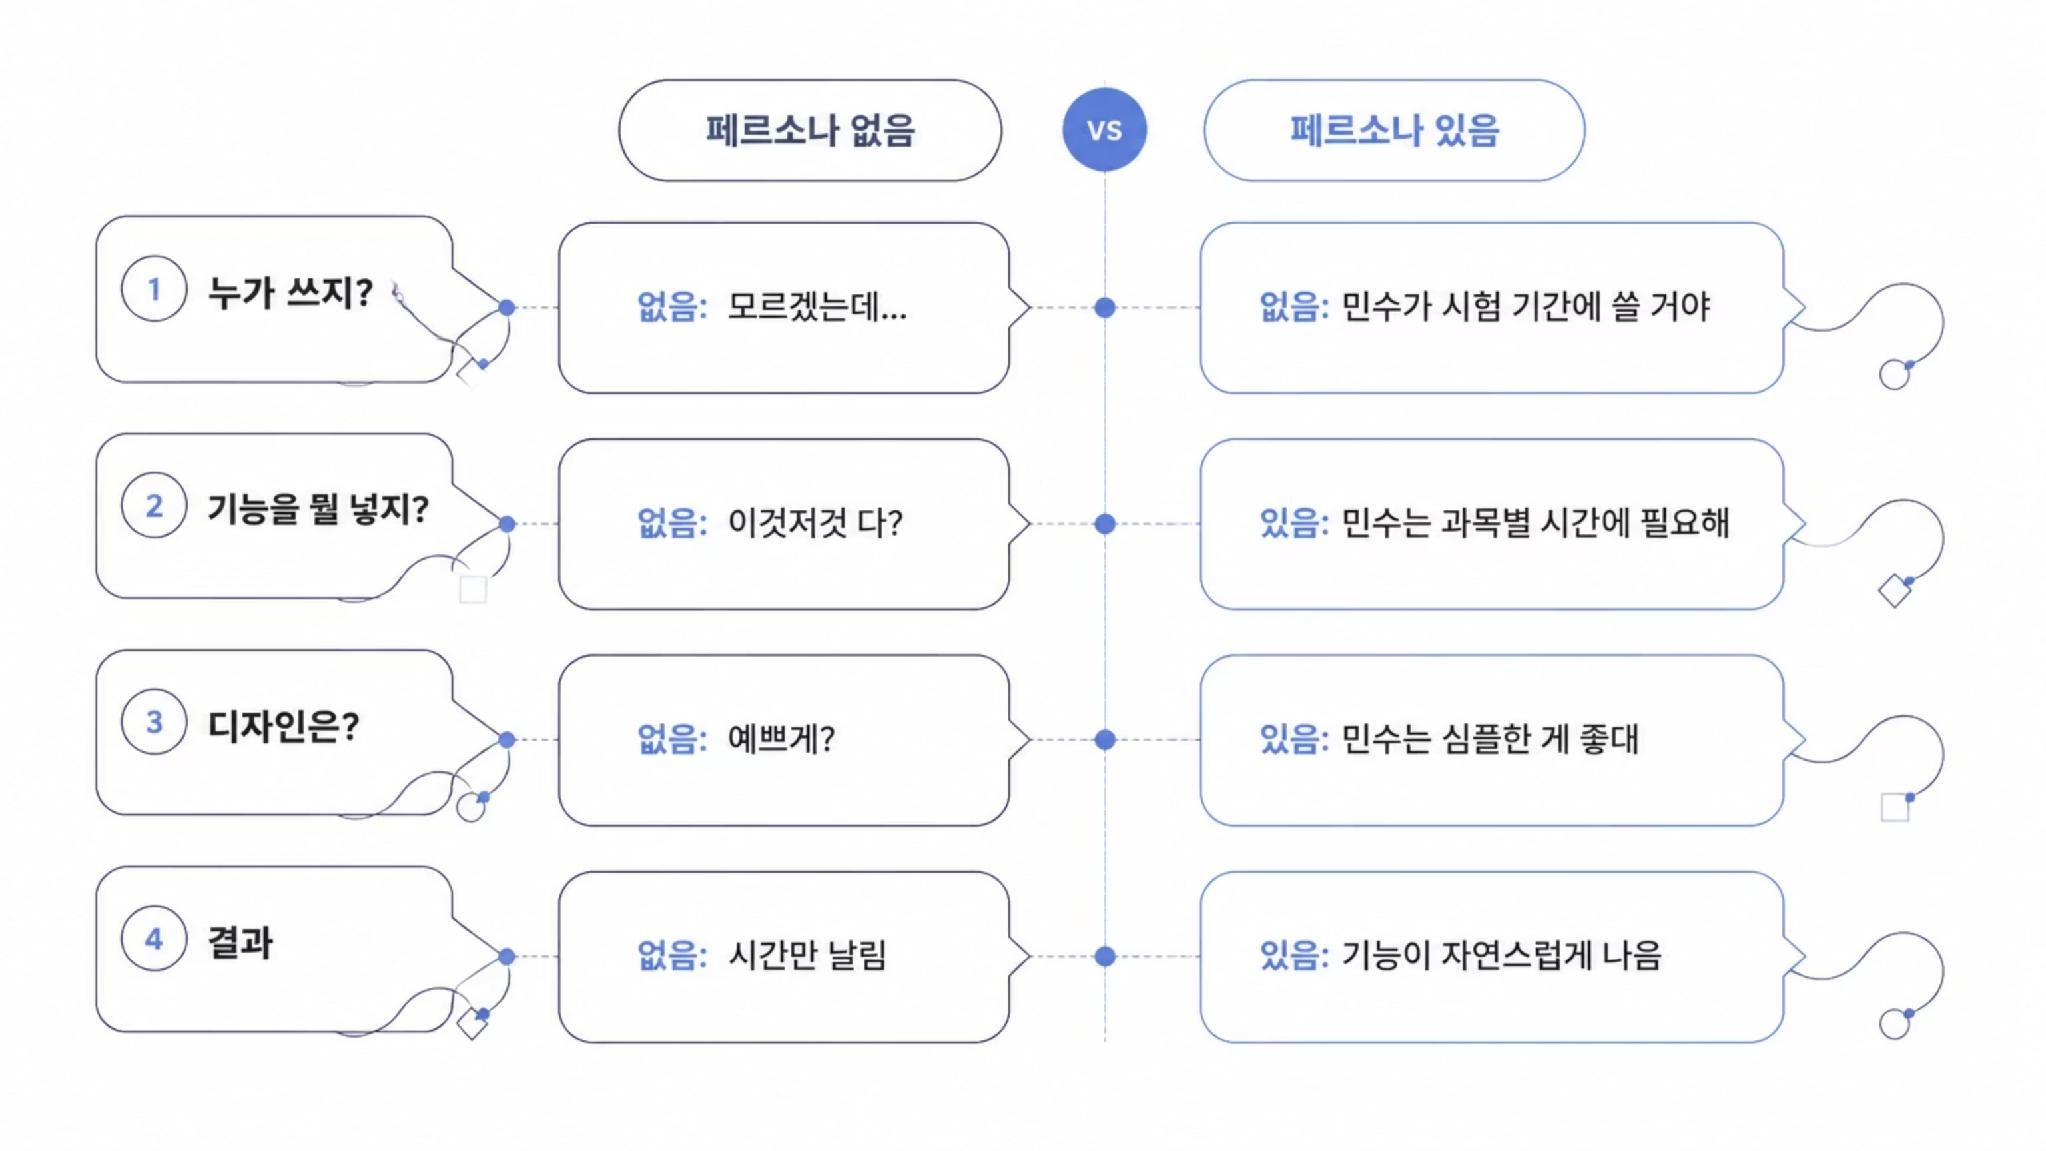 페르소나 없음
VS
페르소나 있음
1 누가 쓰지?
없음: 모르겠는데...
없음: 민수가 시험 기간에 쓸 거야
2 기능을 뭘 넣지?
없음: 이것저것 다?
있음: 민수는 과목별 시간에 필요해
3 디자인은?
없음: 예쁘게?
있음: 민수는 심플한 게 좋대
4 결과
없음: 시간만 날림
있음: 기능이 자연스럽게 나음